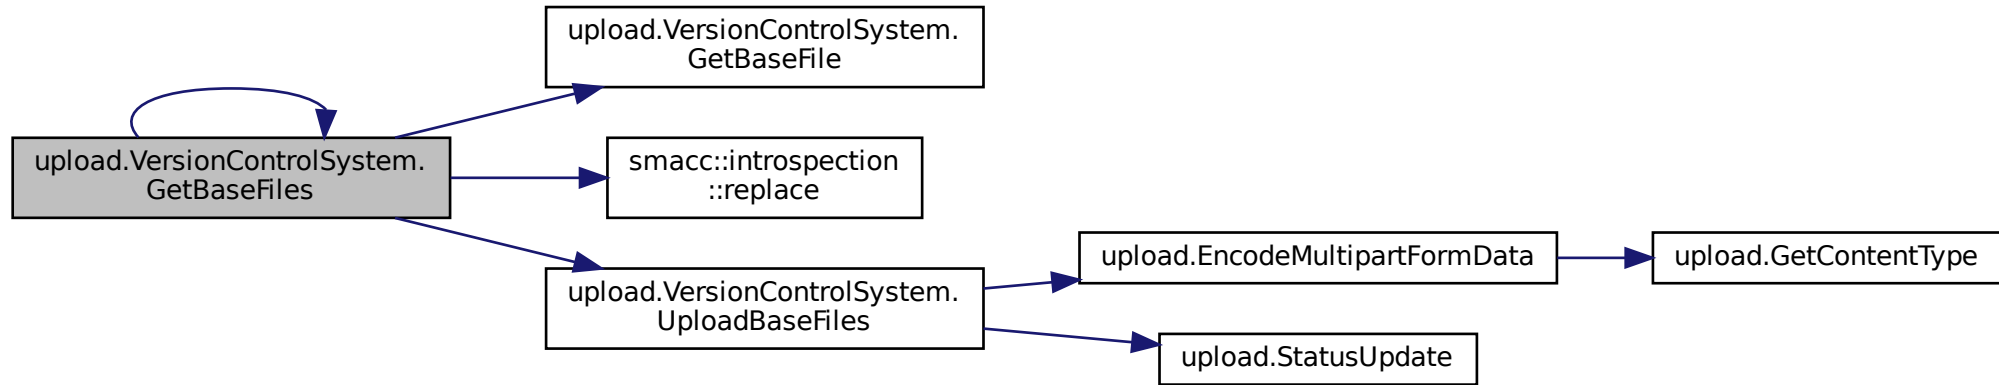 upload.VersionControlSystem.
GetBaseFiles
upload.VersionControlSystem.
GetBaseFile
smacc::introspection
::replace
upload.VersionControlSystem.
UploadBaseFiles
upload.EncodeMultipartFormData
upload.GetContentType
upload.StatusUpdate